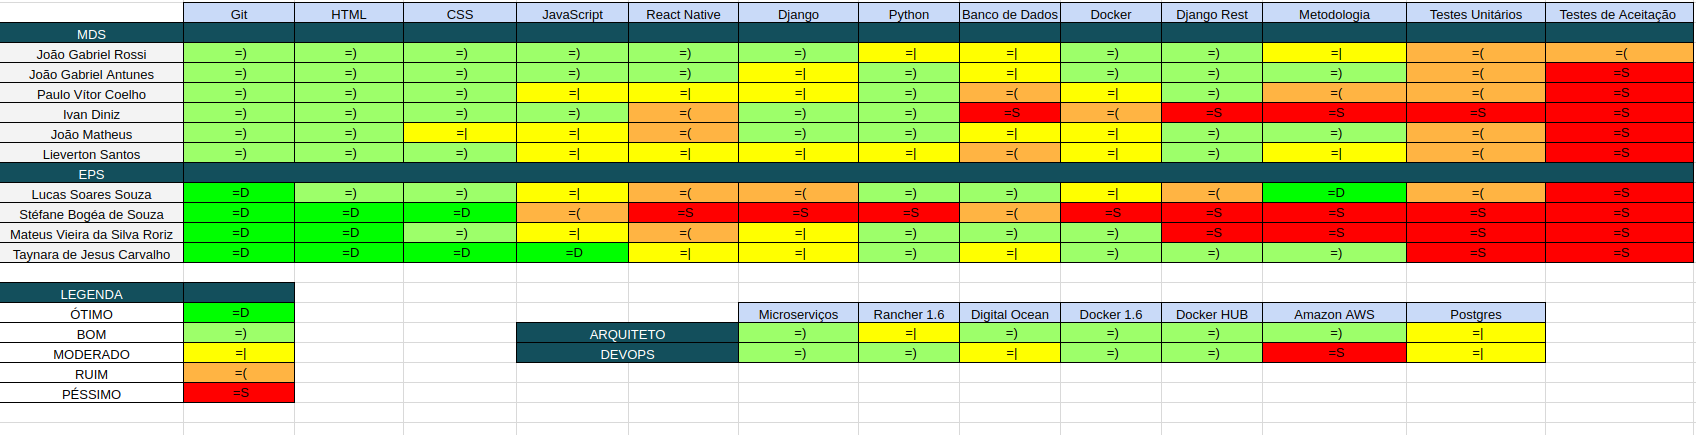 Git HTML CSS JavaScript React Native Django Python Banco de Dados Docker Django Rest Metodologia Testes Unitários Testes de Aceitação
MDS
João Gabriel Rossi =) =) =) =) =) =) =| =| =) =) =| =( =(
João Gabriel Antunes =) =) =) =) =) =| =) =| =) =) =) =( =S
Paulo Vítor Coelho =) =) =) =| =| =| =) =( =| =) =( =( =S
Ivan Diniz =) =) =) =) =( =) =) =S =( =S =S =S =S
João Matheus =) =) =| =| =( =) =) =| =| =) =) =( =S
Lieverton Santos =) =) =) =| =| =| =| =( =| =) =| =( =S
EPS
Lucas Soares Souza =D =) =) =| =( =( =) =) =| =( =D =( =S
Stéfane Bogéa de Souza =D =D =D =( =S =S =S =( =S =S =S =S =S
Mateus Vieira da Silva Roriz =D =D =) =| =( =| =) =) =) =S =S =S =S
Taynara de Jesus Carvalho =D =D =D =D =| =| =) =| =) =) =) =S =S
LEGENDA
ÓTIMO =D
BOM =)
MODERADO =|
RUIM =(
PÉSSIMO =S
Microserviços Rancher 1.6 Digital Ocean Docker 1.6 Docker HUB Amazon AWS Postgres
ARQUITETO =) =| =) =) =) =) =|
DEVOPS =) =) =| =) =) =S =|